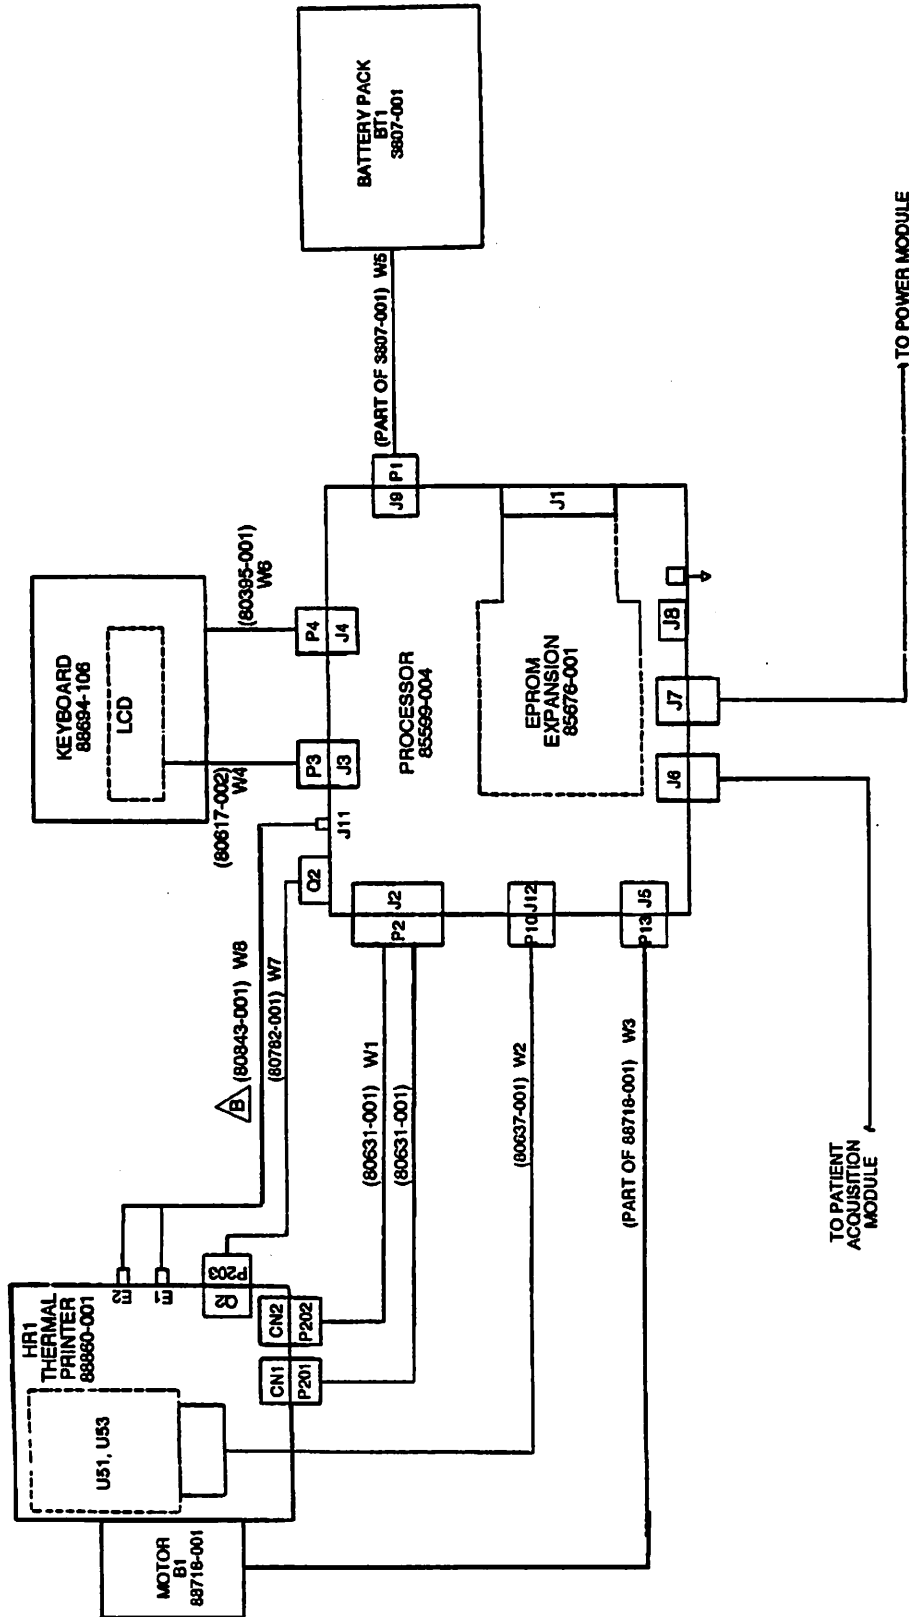 HR1
THERMAL
PRINTER
88860-001
U51, U53
MOTOR
B1
88718-001
E2
E1
P203
CN2
P202
CN1
P201
B
(80843-001) W8
(80782-001) W7
(80631-001) W1
(80631-001)
(80637-001) W2
(PART OF 88718-001) W3
KEYBOARD
88694-106
LCD
(80617-002)
W4
(80395-001)
W6
P3
J3
P4
J4
J11
Q2
P2
J2
P10
J12
P13
J5
PROCESSOR
85599-004
EPROM
EXPANSION
85676-001
J1
J9
P1
J6
J7
J8
(PART OF 3807-001) W5
BATTERY PACK
BT1
3807-001
TO PATIENT
ACQUISITION
MODULE
TO POWER MODULE